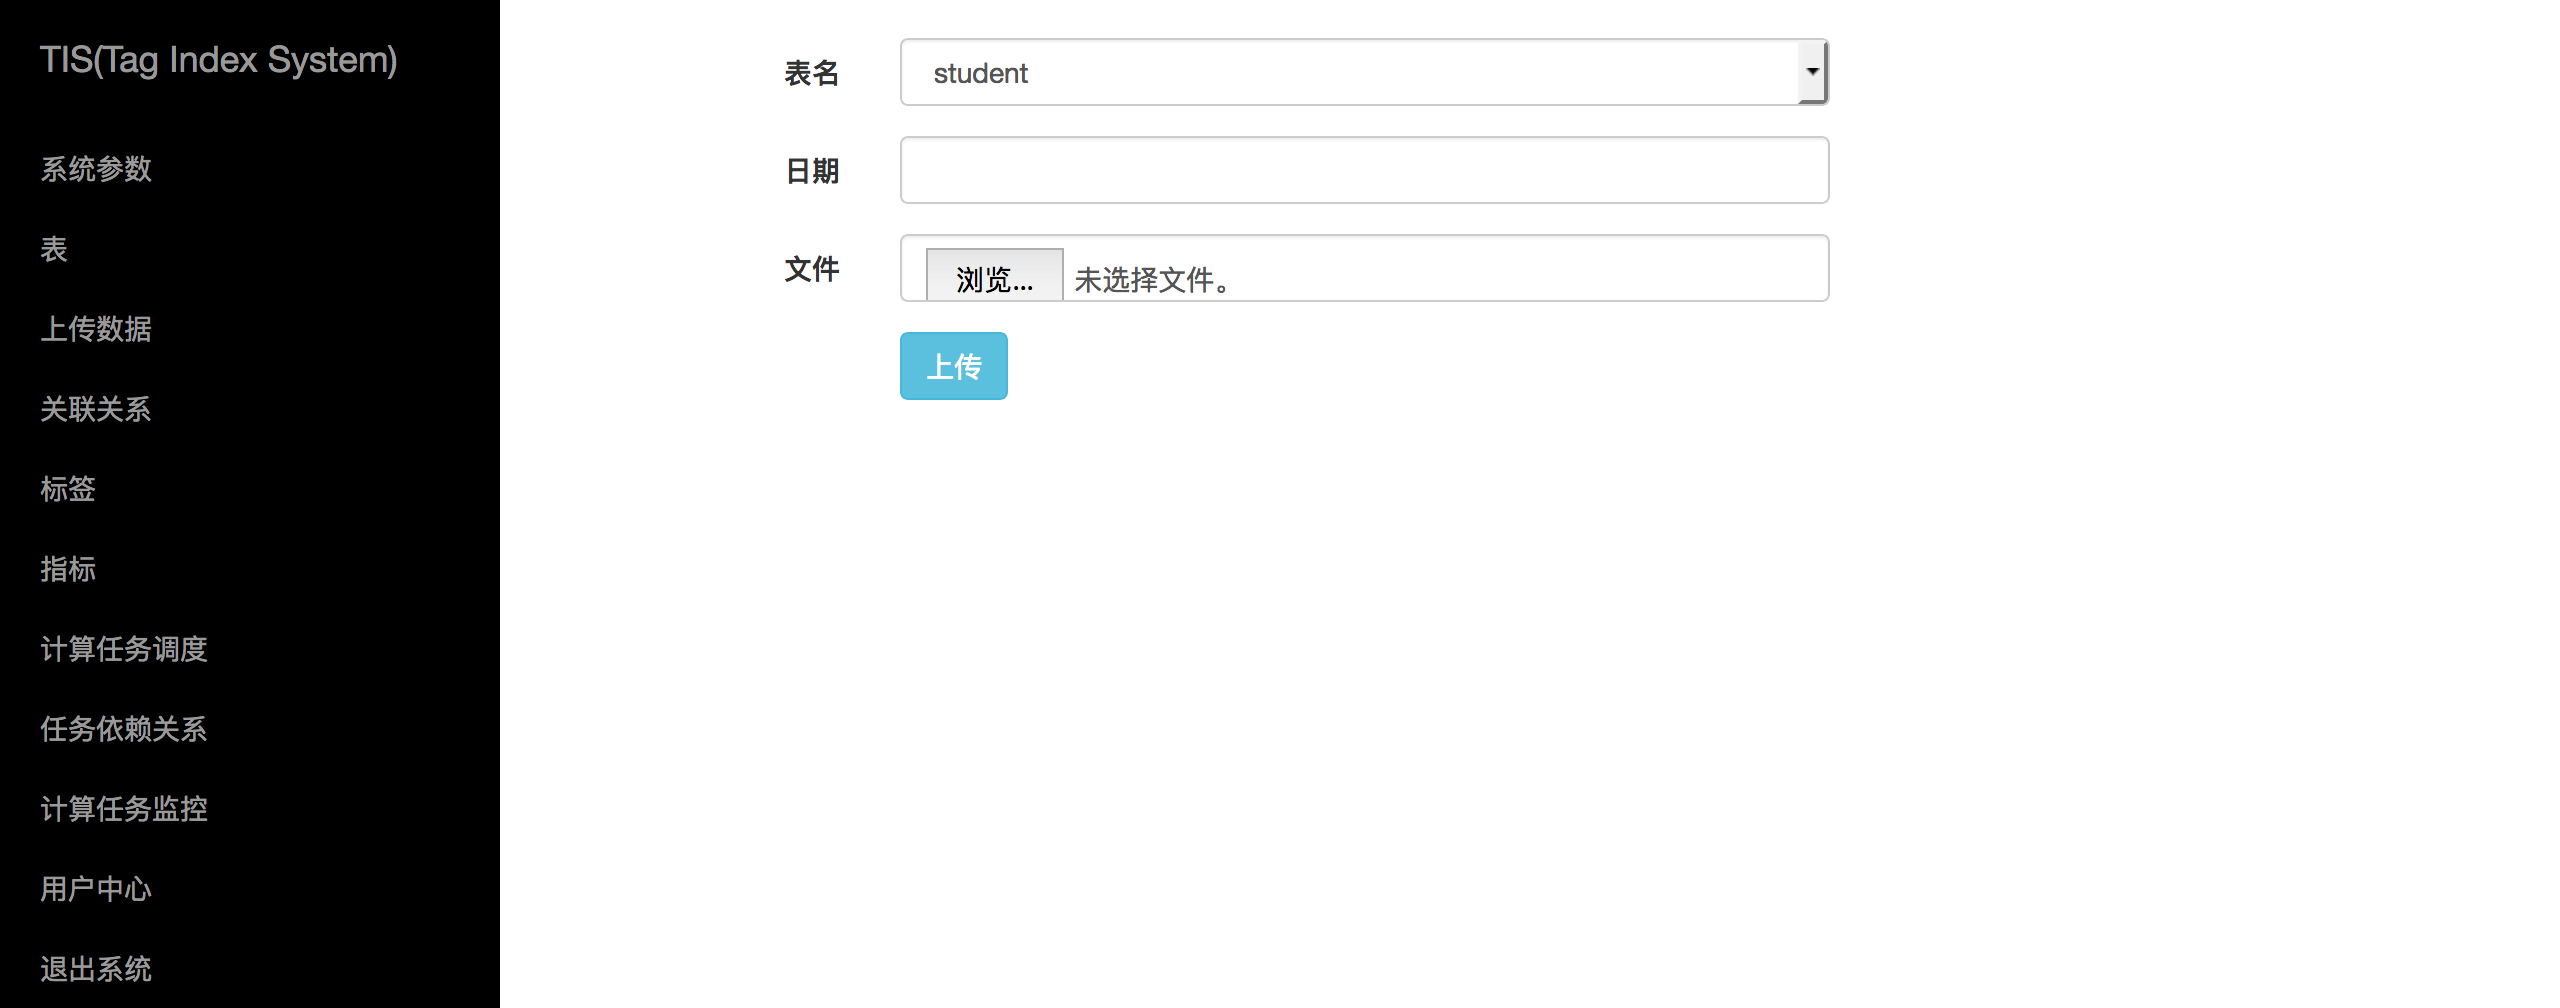 TIS(Tag Index System)
系统参数
表
上传数据
关联关系
标签
指标
计算任务调度
任务依赖关系
计算任务监控
用户中心
退出系统
表名 student
日期
文件 浏览... 未选择文件。
上传